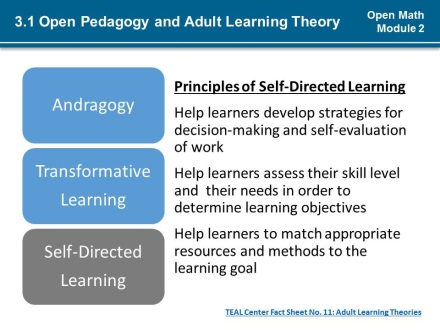 3.1 Open Pedagogy and Adult Learning Theory
Open Math
Module 2
Andragogy
Transformative
Learning
Self-Directed
Learning
Principles of Self-Directed Learning
Help learners develop strategies for
decision-making and self-evaluation
of work
Help learners assess their skill level
and their needs in order to
determine learning objectives
Help learners to match appropriate
resources and methods to the
learning goal
TEAL Center Fact Sheet No. 11: Adult Learning Theories